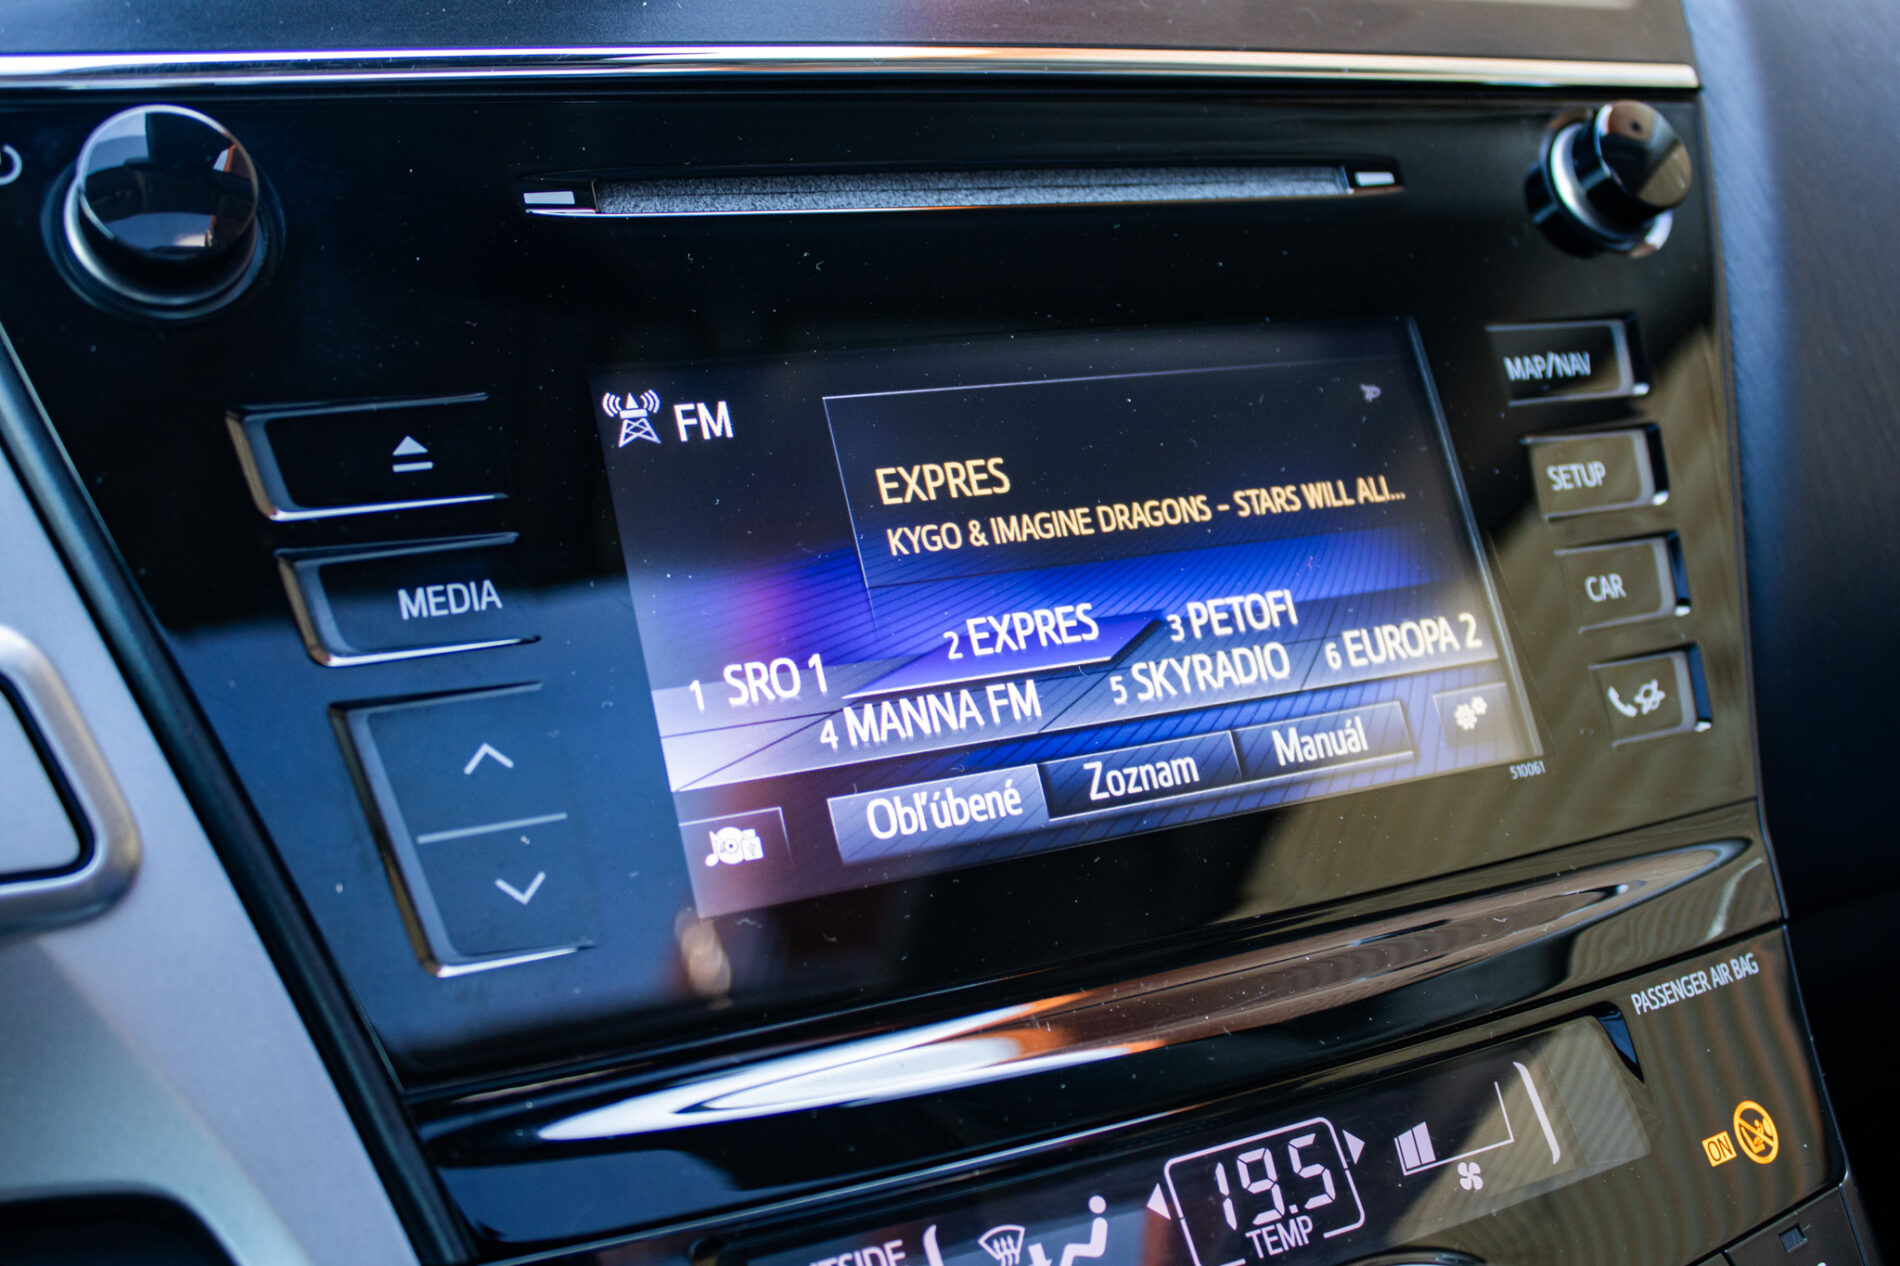 FM
EXPRES
KYGO & IMAGINE DRAGONS – STARS WILL ALI...
1 SRO 1
2 EXPRES
3 PETOFI
4 MANNA FM
5 SKYRADIO
6 EUROPA 2
Obľúbené
Zoznam
Manuál
510061
MEDIA
MAP/NAV
SETUP
CAR
PASSENGER AIR BAG
ON
19.5
TEMP